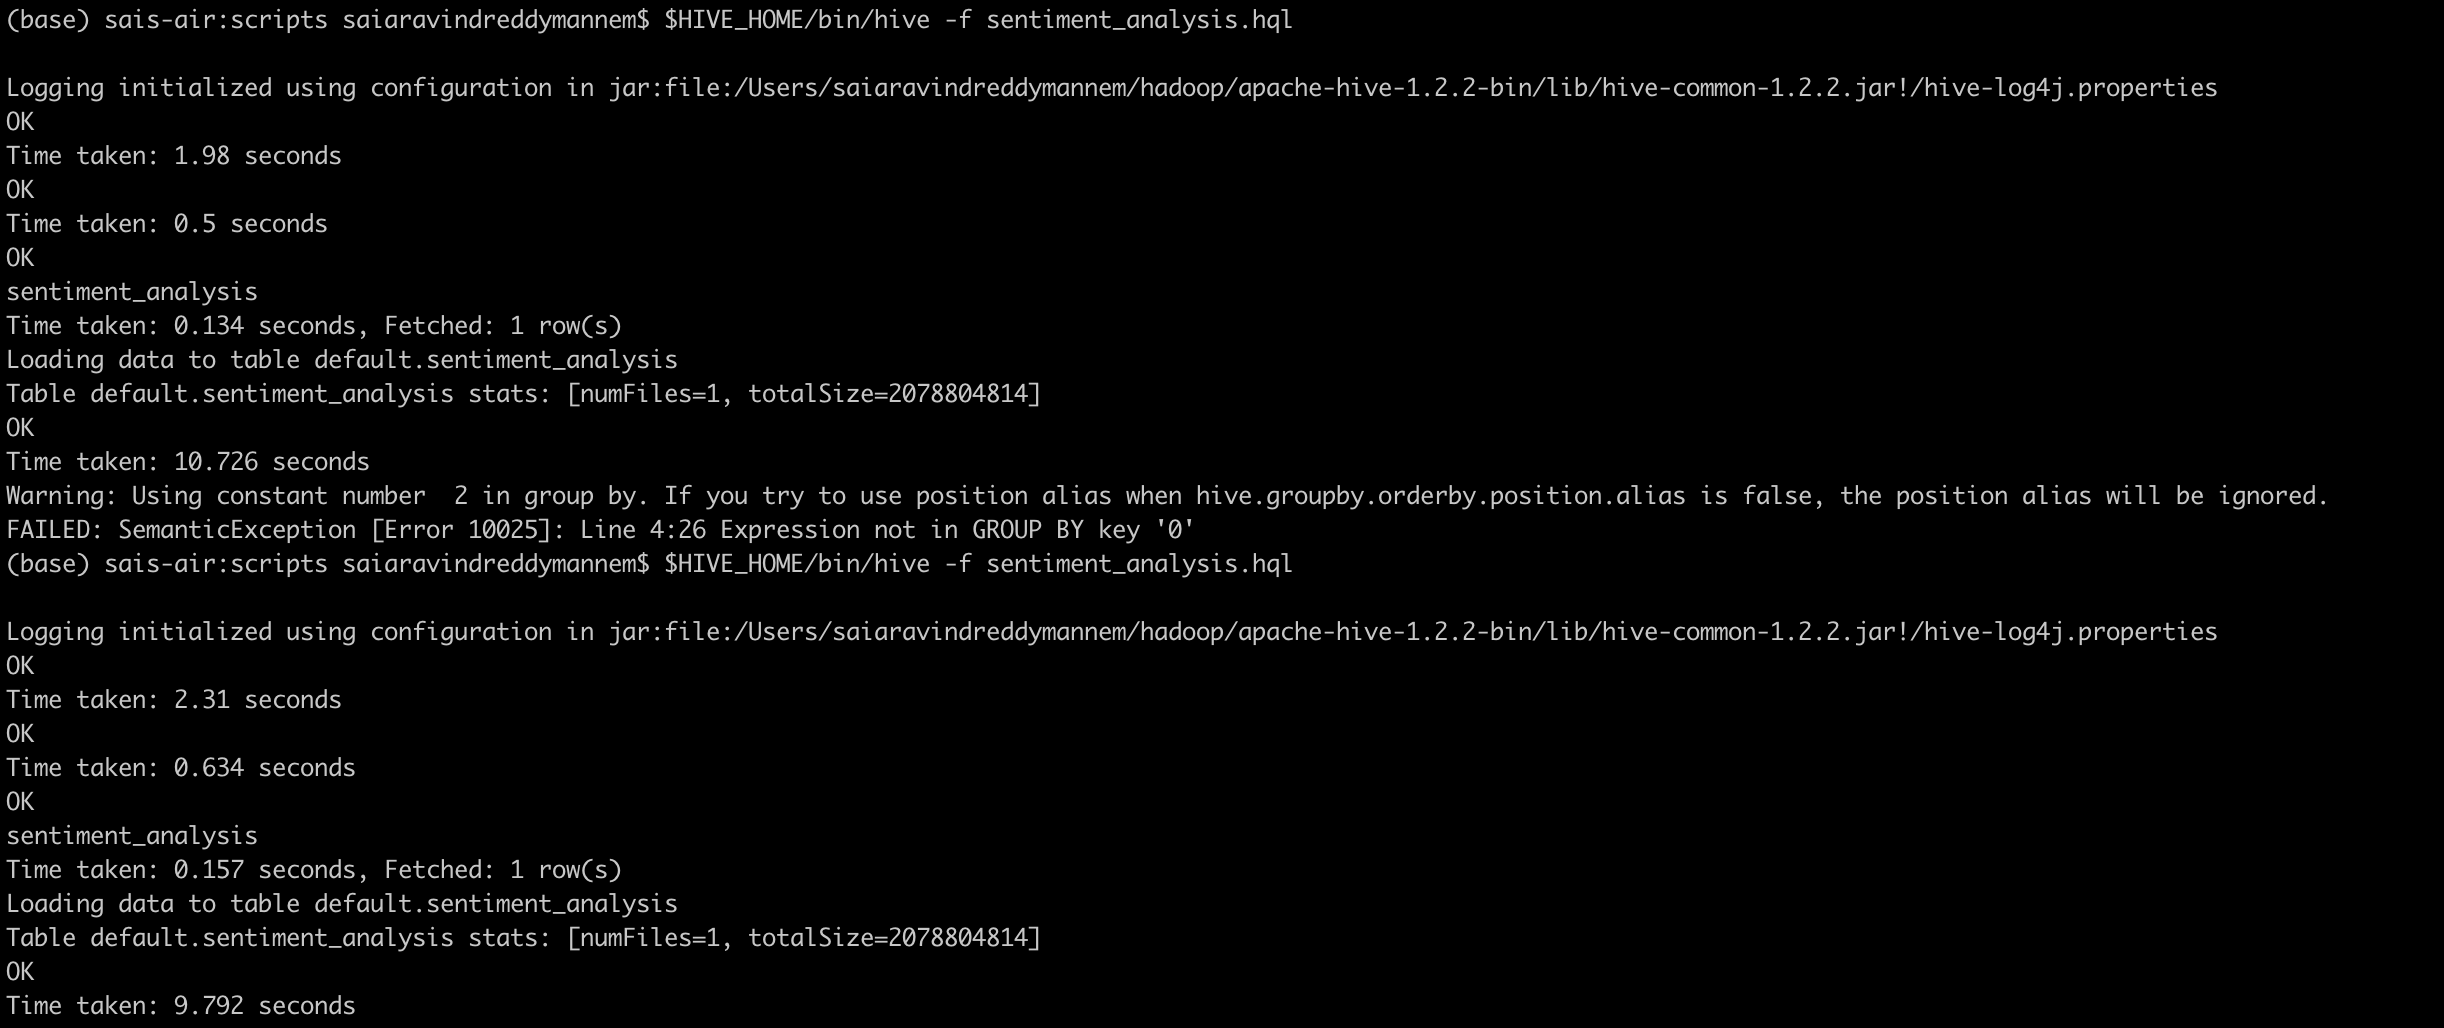 (base) sais-air:scripts saiaravindreddymannem$ $HIVE_HOME/bin/hive -f sentiment_analysis.hql
Logging initialized using configuration in jar:file:/Users/saiaravindreddymannem/hadoop/apache-hive-1.2.2-bin/lib/hive-common-1.2.2.jar!/hive-log4j.properties
OK
Time taken: 1.98 seconds
OK
Time taken: 0.5 seconds
OK
sentiment_analysis
Time taken: 0.134 seconds, Fetched: 1 row(s)
Loading data to table default.sentiment_analysis
Table default.sentiment_analysis stats: [numFiles=1, totalSize=2078804814]
OK
Time taken: 10.726 seconds
Warning: Using constant number  2 in group by. If you try to use position alias when hive.groupby.orderby.position.alias is false, the position alias will be ignored.
FAILED: SemanticException [Error 10025]: Line 4:26 Expression not in GROUP BY key '0'
(base) sais-air:scripts saiaravindreddymannem$ $HIVE_HOME/bin/hive -f sentiment_analysis.hql
Logging initialized using configuration in jar:file:/Users/saiaravindreddymannem/hadoop/apache-hive-1.2.2-bin/lib/hive-common-1.2.2.jar!/hive-log4j.properties
OK
Time taken: 2.31 seconds
OK
Time taken: 0.634 seconds
OK
sentiment_analysis
Time taken: 0.157 seconds, Fetched: 1 row(s)
Loading data to table default.sentiment_analysis
Table default.sentiment_analysis stats: [numFiles=1, totalSize=2078804814]
OK
Time taken: 9.792 seconds